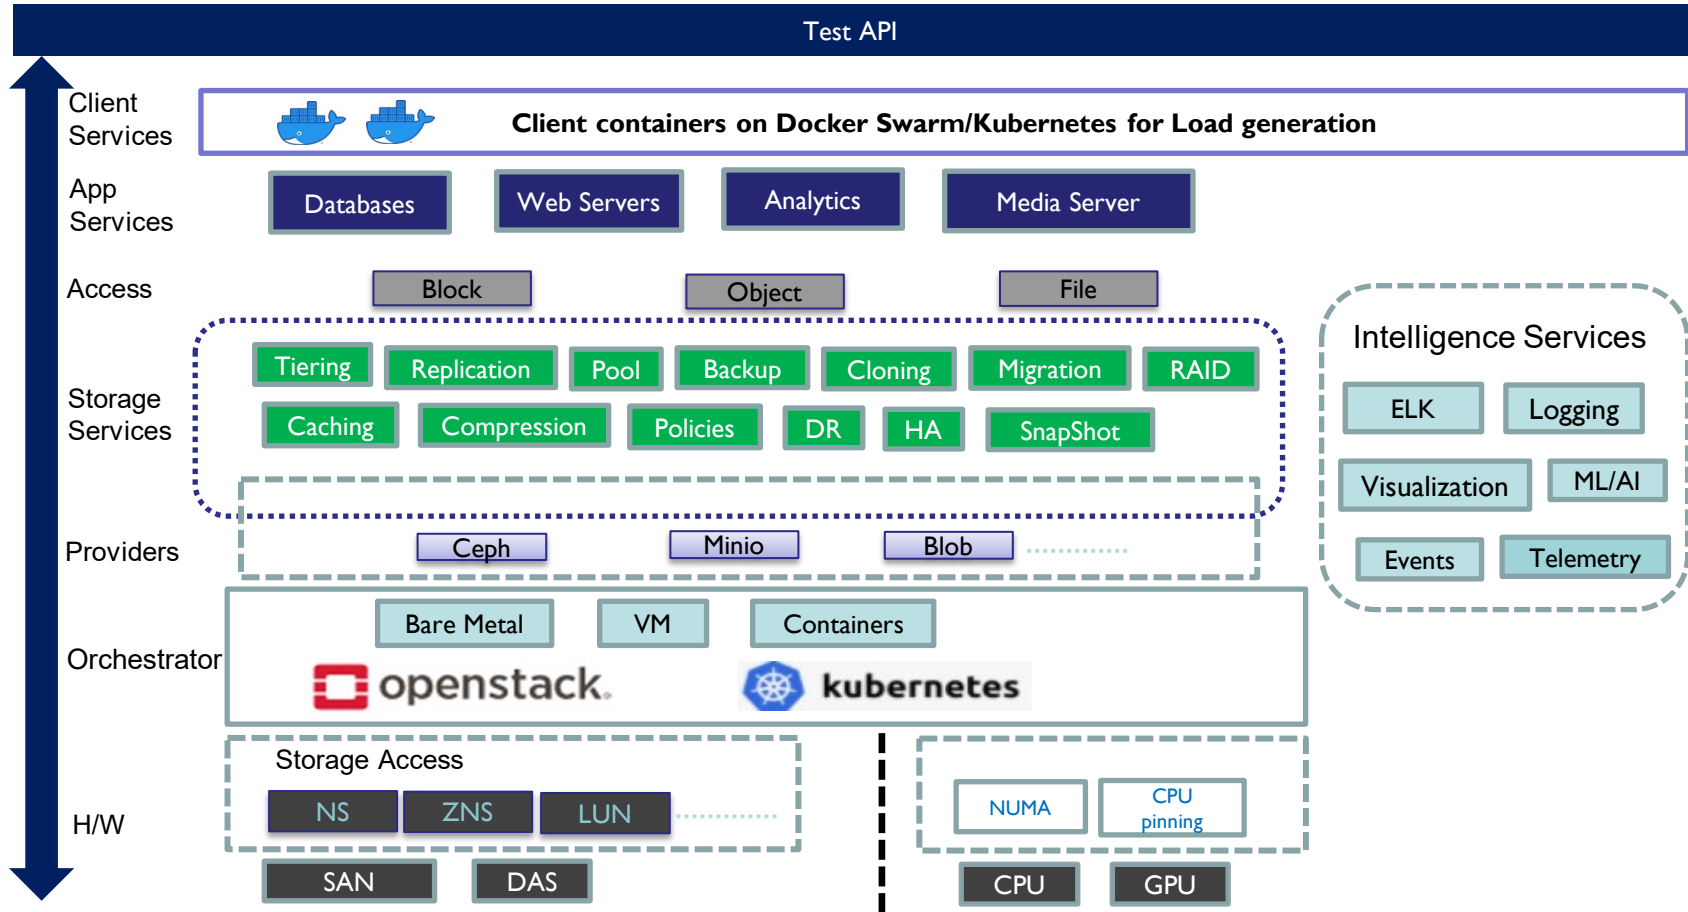 Test API
Client
Services
Client containers on Docker Swarm/Kubernetes for Load generation
App
Services
Databases
Web Servers
Analytics
Media Server
Access
Block
Object
File
Storage
Services
Tiering
Replication
Pool
Backup
Cloning
Migration
RAID
Caching
Compression
Policies
DR
HA
SnapShot
Providers
Ceph
Minio
Blob
Orchestrator
Bare Metal
VM
Containers
openstack.
kubernetes
H/W
Storage Access
NS
ZNS
LUN
NUMA
CPU
pinning
SAN
DAS
CPU
GPU
Intelligence Services
ELK
Logging
Visualization
ML/AI
Events
Telemetry